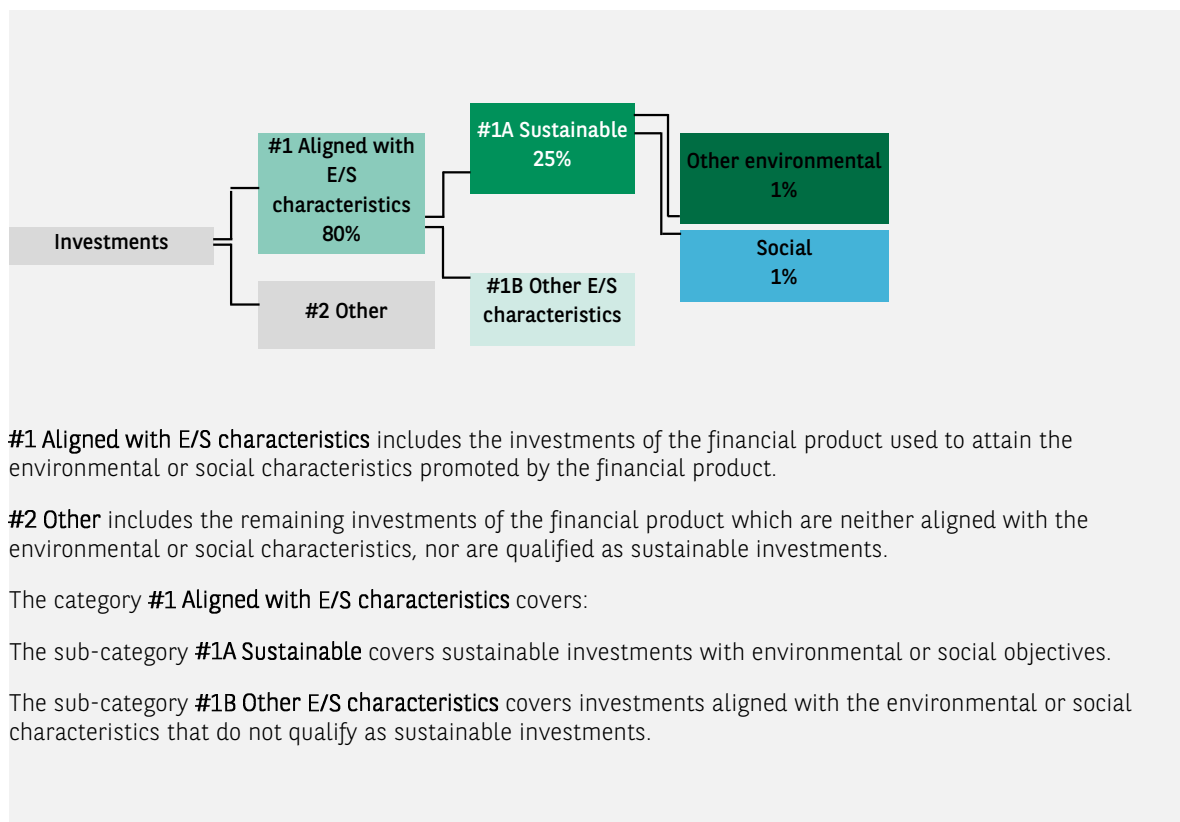 #1A Sustainable
25%
#1 Aligned with
E/S
characteristics
80%
Other environmental
1%
Investments
Social
1%
#1B Other E/S
characteristics
#2 Other
#1 Aligned with E/S characteristics includes the investments of the financial product used to attain the
environmental or social characteristics promoted by the financial product.
#2 Other includes the remaining investments of the financial product which are neither aligned with the
environmental or social characteristics, nor are qualified as sustainable investments.
The category #1 Aligned with E/S characteristics covers:
The sub-category #1A Sustainable covers sustainable investments with environmental or social objectives.
The sub-category #1B Other E/S characteristics covers investments aligned with the environmental or social
characteristics that do not qualify as sustainable investments.